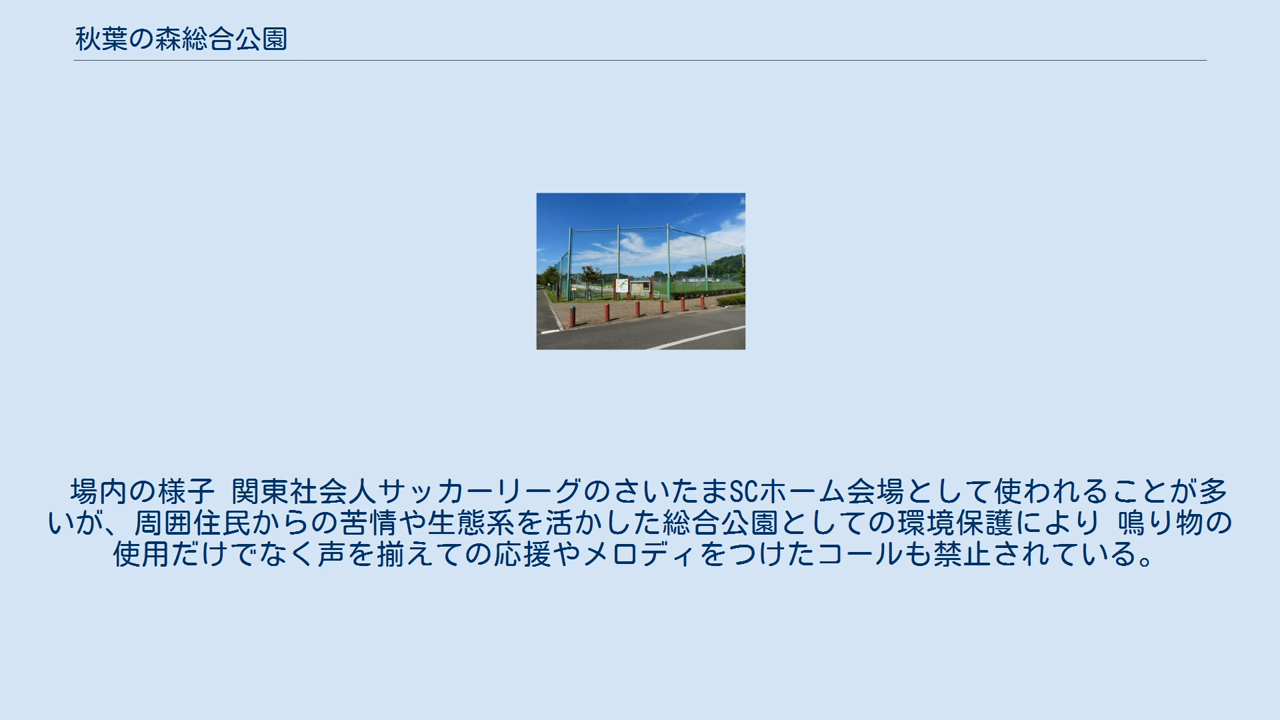 秋葉の森総合公園
場内の様子 関東社会人サッカーリーグのさいたまSCホーム会場として使われることが多
いが、周囲住民からの苦情や生態系を活かした総合公園としての環境保護により 鳴り物の
使用だけでなく声を揃えての応援やメロディをつけたコールも禁止されている。